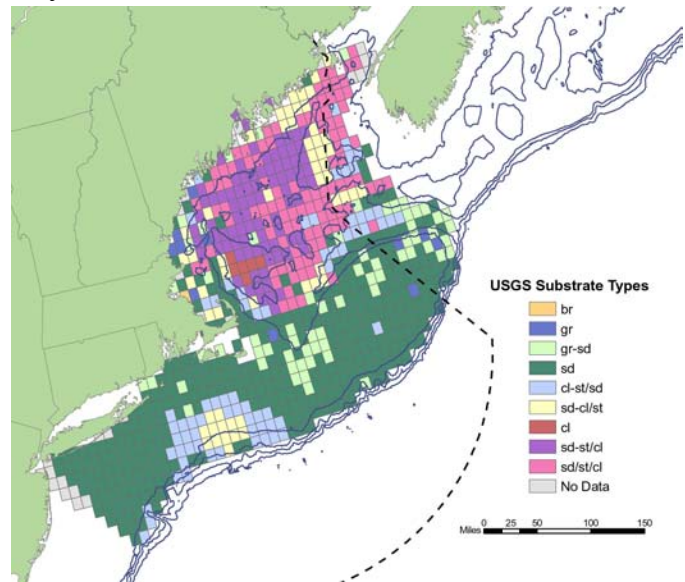 USGS Substrate Types
br
gr
gr-sd
sd
cl-st/sd
sd-cl/st
cl
sd-st/cl
sd/st/cl
No Data
Miles 0 25 50 100 150